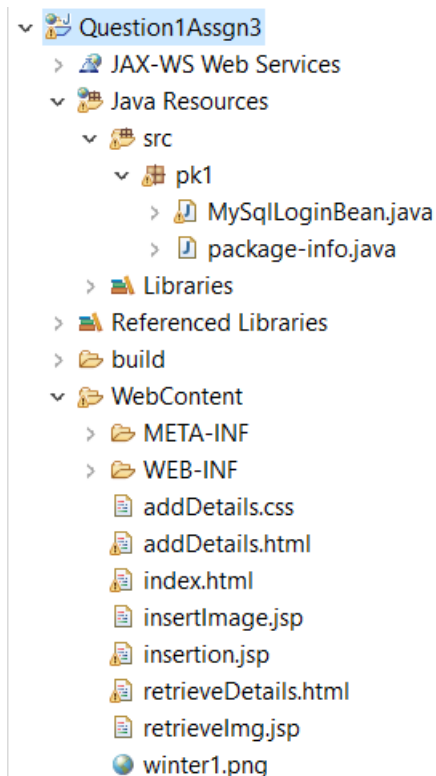 Question1Assgn3
JAX-WS Web Services
Java Resources
src
pk1
MySqlLoginBean.java
package-info.java
Libraries
Referenced Libraries
build
WebContent
META-INF
WEB-INF
addDetails.css
addDetails.html
index.html
insertImage.jsp
insertion.jsp
retrieveDetails.html
retrieveImg.jsp
winter1.png